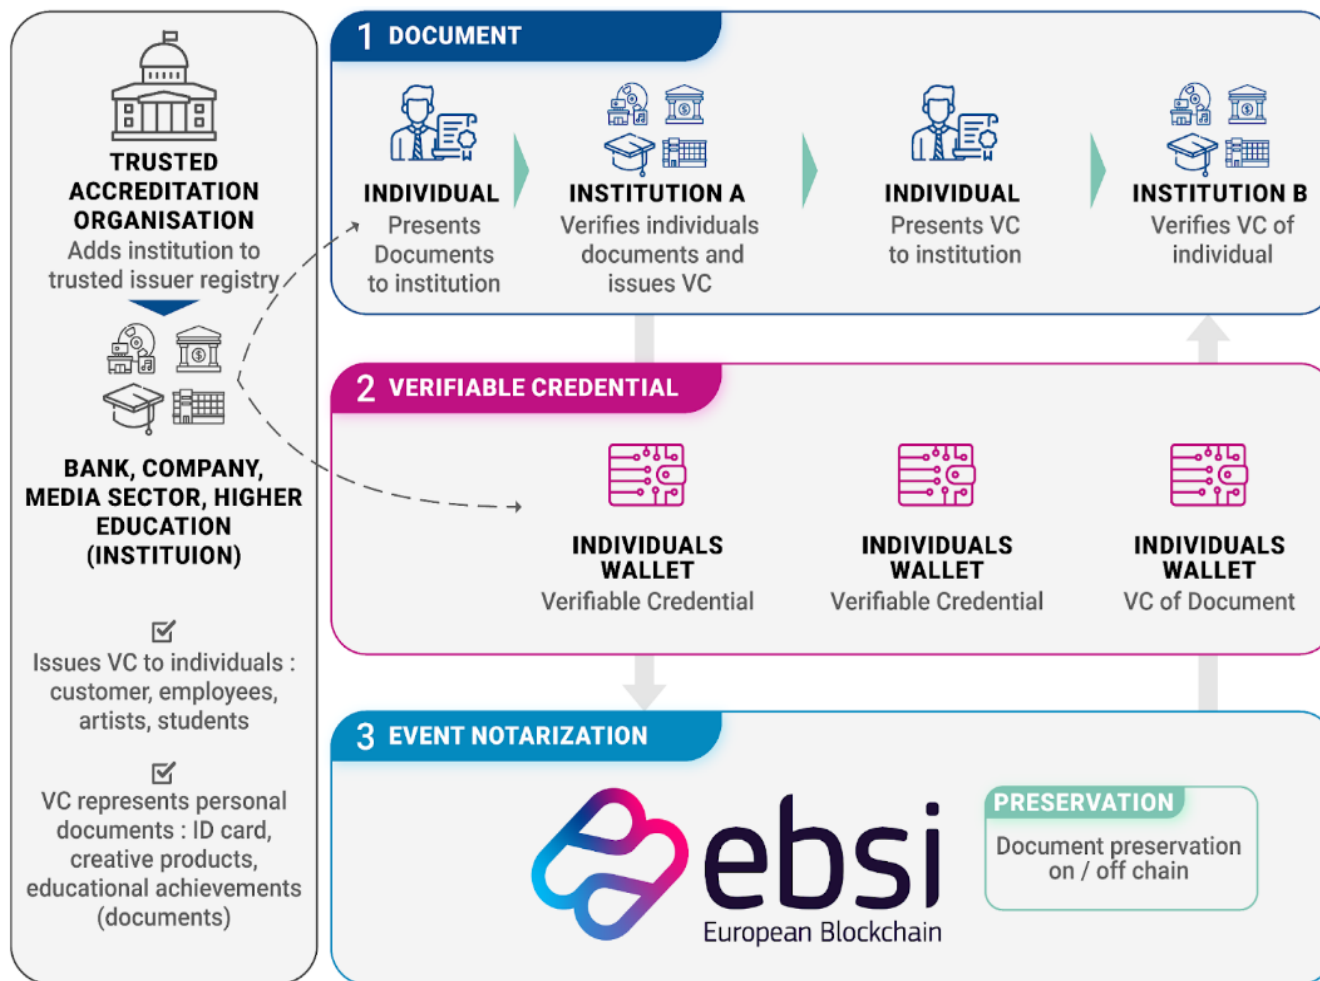 TRUSTED
ACCREDITATION
ORGANISATION
Adds institution to
trusted issuer registry
BANK, COMPANY,
MEDIA SECTOR, HIGHER
EDUCATION
(INSTITUION)
Issues VC to individuals :
customer, employees,
artists, students
VC represents personal
documents : ID card,
creative products,
educational achievements
(documents)
1 DOCUMENT
INDIVIDUAL
Presents
Documents
to institution
INSTITUTION A
Verifies individuals
documents and
issues VC
INDIVIDUAL
Presents VC
to institution
INSTITUTION B
Verifies VC of
individual
2 VERIFIABLE CREDENTIAL
INDIVIDUALS
WALLET
Verifiable Credential
INDIVIDUALS
WALLET
Verifiable Credential
INDIVIDUALS
WALLET
VC of Document
3 EVENT NOTARIZATION
ebsi
European Blockchain
PRESERVATION
Document preservation
on / off chain